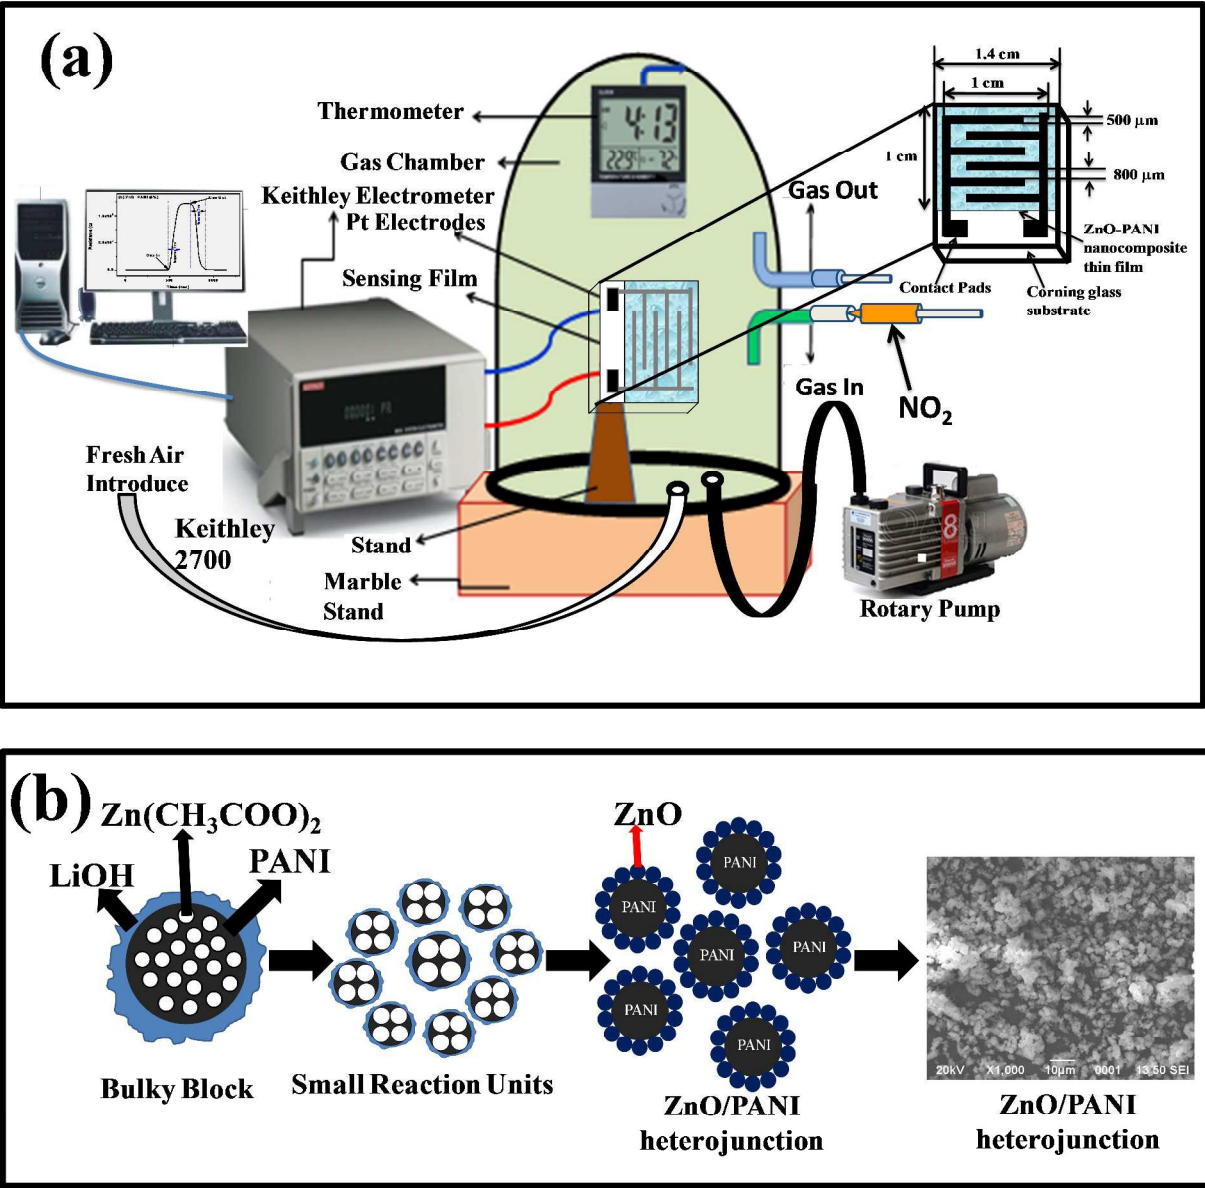 (a)
1.4 cm
1 cm
500 μm
1 cm
800 μm
ZnO-PANI
nanocomposite
thin film
Contact Pads
Corning glass
substrate
Thermometer
4:13
Gas Chamber
Keithley Electrometer
Pt Electrodes
Sensing Film
Gas Out
Gas In
NO₂
Fresh Air
Introduce
Keithley
2700
Stand
Marble
Stand
8
Rotary Pump
(b)
Zn(CH₃COO)₂
LiOH
PANI
Bulky Block
Small Reaction Units
ZnO
PANI
PANI
PANI
PANI
PANI
PANI
ZnO/PANI
heterojunction
20kV X1,000 10μm 0001 13 50 SEI
ZnO/PANI
heterojunction